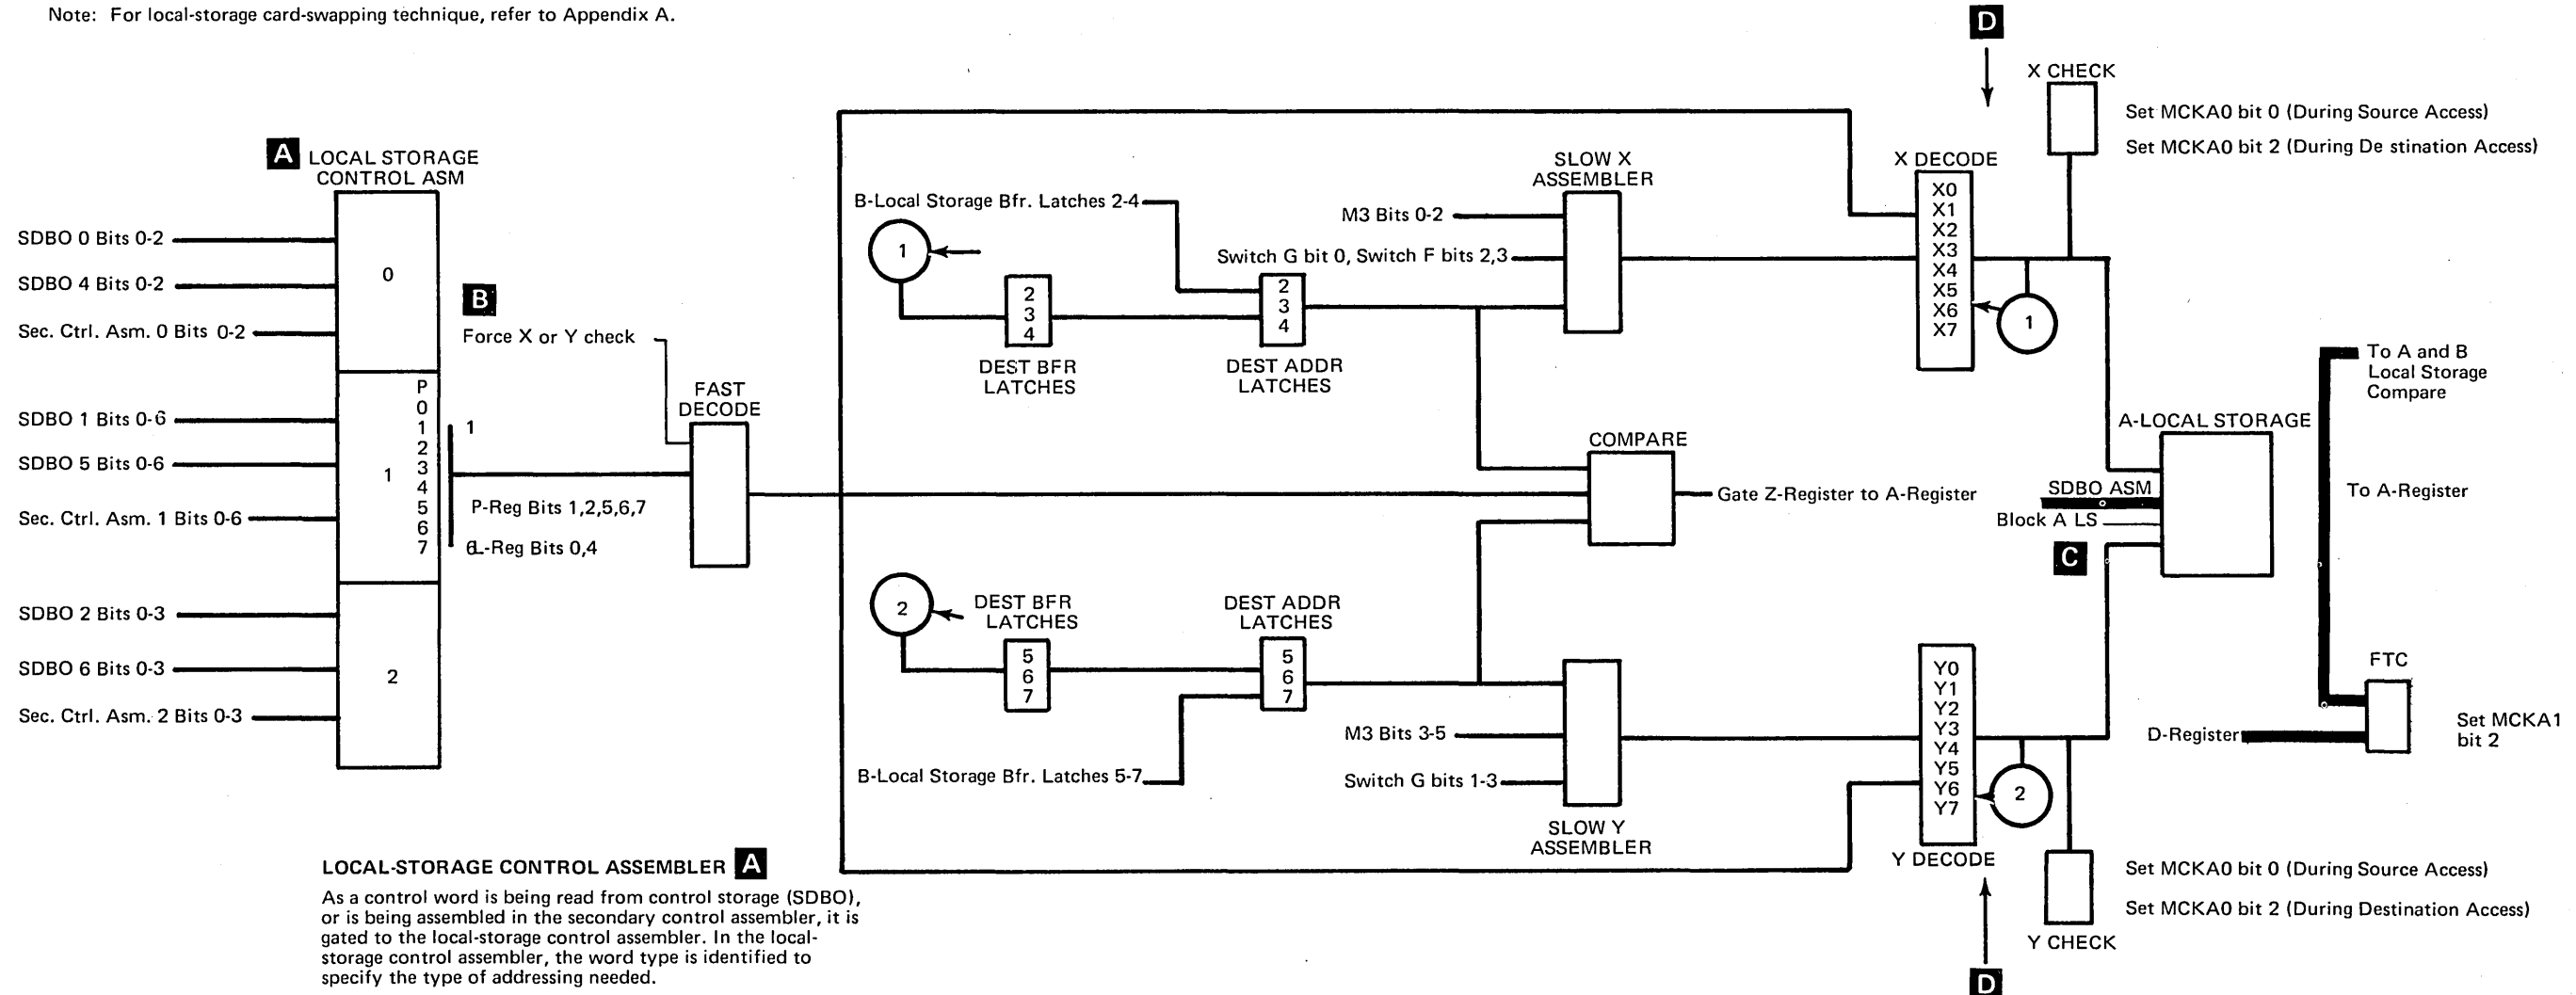 Note: For local-storage card-swapping technique, refer to Appendix A.
D
X CHECK
Set MCKA0 bit 0 (During Source Access)
Set MCKA0 bit 2 (During De stination Access)
A
LOCAL STORAGE
CONTROL ASM
SDBO 0 Bits 0-2
SDBO 4 Bits 0-2
Sec. Ctrl. Asm. 0 Bits 0-2
0
SDBO 1 Bits 0-6
SDBO 5 Bits 0-6
Sec. Ctrl. Asm. 1 Bits 0-6
1
P
0
1
2
3
4
5
6
7
SDBO 2 Bits 0-3
SDBO 6 Bits 0-3
Sec. Ctrl. Asm. 2 Bits 0-3
2
B
Force X or Y check
1
P-Reg Bits 1,2,5,6,7
6
L-Reg Bits 0,4
FAST
DECODE
B-Local Storage Bfr. Latches 2-4
1
2
3
4
DEST BFR
LATCHES
2
3
4
DEST ADDR
LATCHES
SLOW X
ASSEMBLER
M3 Bits 0-2
Switch G bit 0, Switch F bits 2,3
X DECODE
X0
X1
X2
X3
X4
X5
X6
X7
1
COMPARE
Gate Z-Register to A-Register
A-LOCAL STORAGE
SDBO ASM
Block A LS
C
To A and B
Local Storage
Compare
To A-Register
FTC
D-Register
Set MCKA1
bit 2
2
DEST BFR
LATCHES
5
6
7
DEST ADDR
LATCHES
5
6
7
B-Local Storage Bfr. Latches 5-7
M3 Bits 3-5
Switch G bits 1-3
SLOW Y
ASSEMBLER
Y0
Y1
Y2
Y3
Y4
Y5
Y6
Y7
Y DECODE
2
Y CHECK
Set MCKA0 bit 0 (During Source Access)
Set MCKA0 bit 2 (During Destination Access)
D
LOCAL-STORAGE CONTROL ASSEMBLER A
As a control word is being read from control storage (SDBO),
or is being assembled in the secondary control assembler, it is
gated to the local-storage control assembler. In the local-
storage control assembler, the word type is identified to
specify the type of addressing needed.